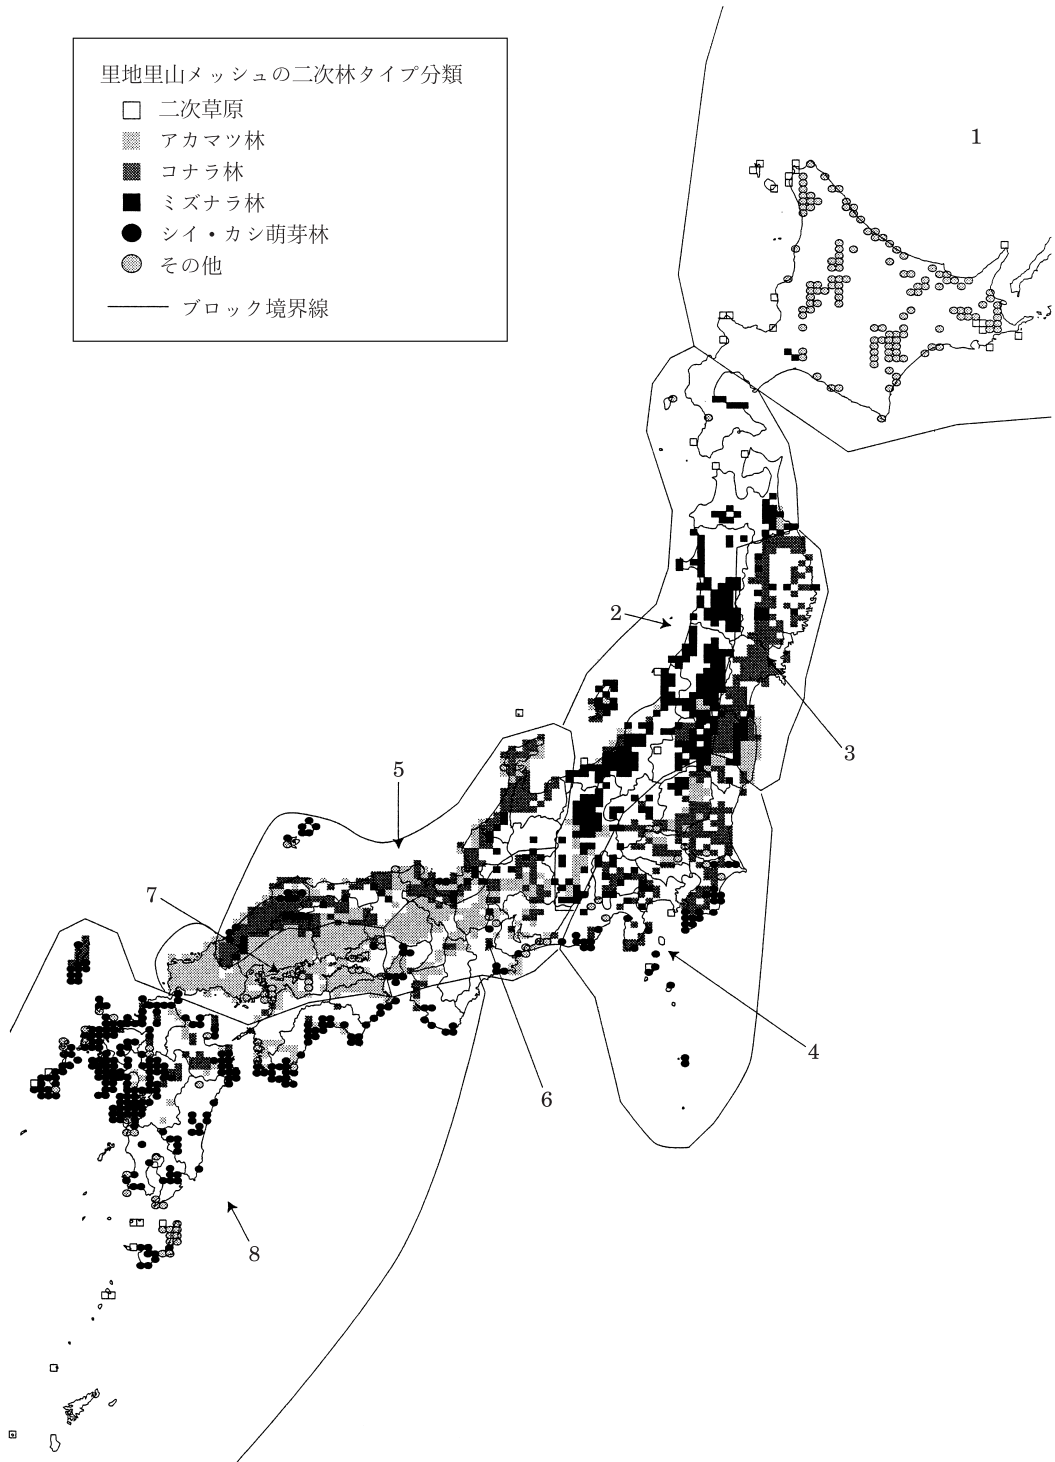 里地里山メッシュの二次林タイプ分類
二次草原
アカマツ林
コナラ林
ミズナラ林
シイ・カシ萌芽林
その他
ブロック境界線
1
2
3
5
7
4
6
8